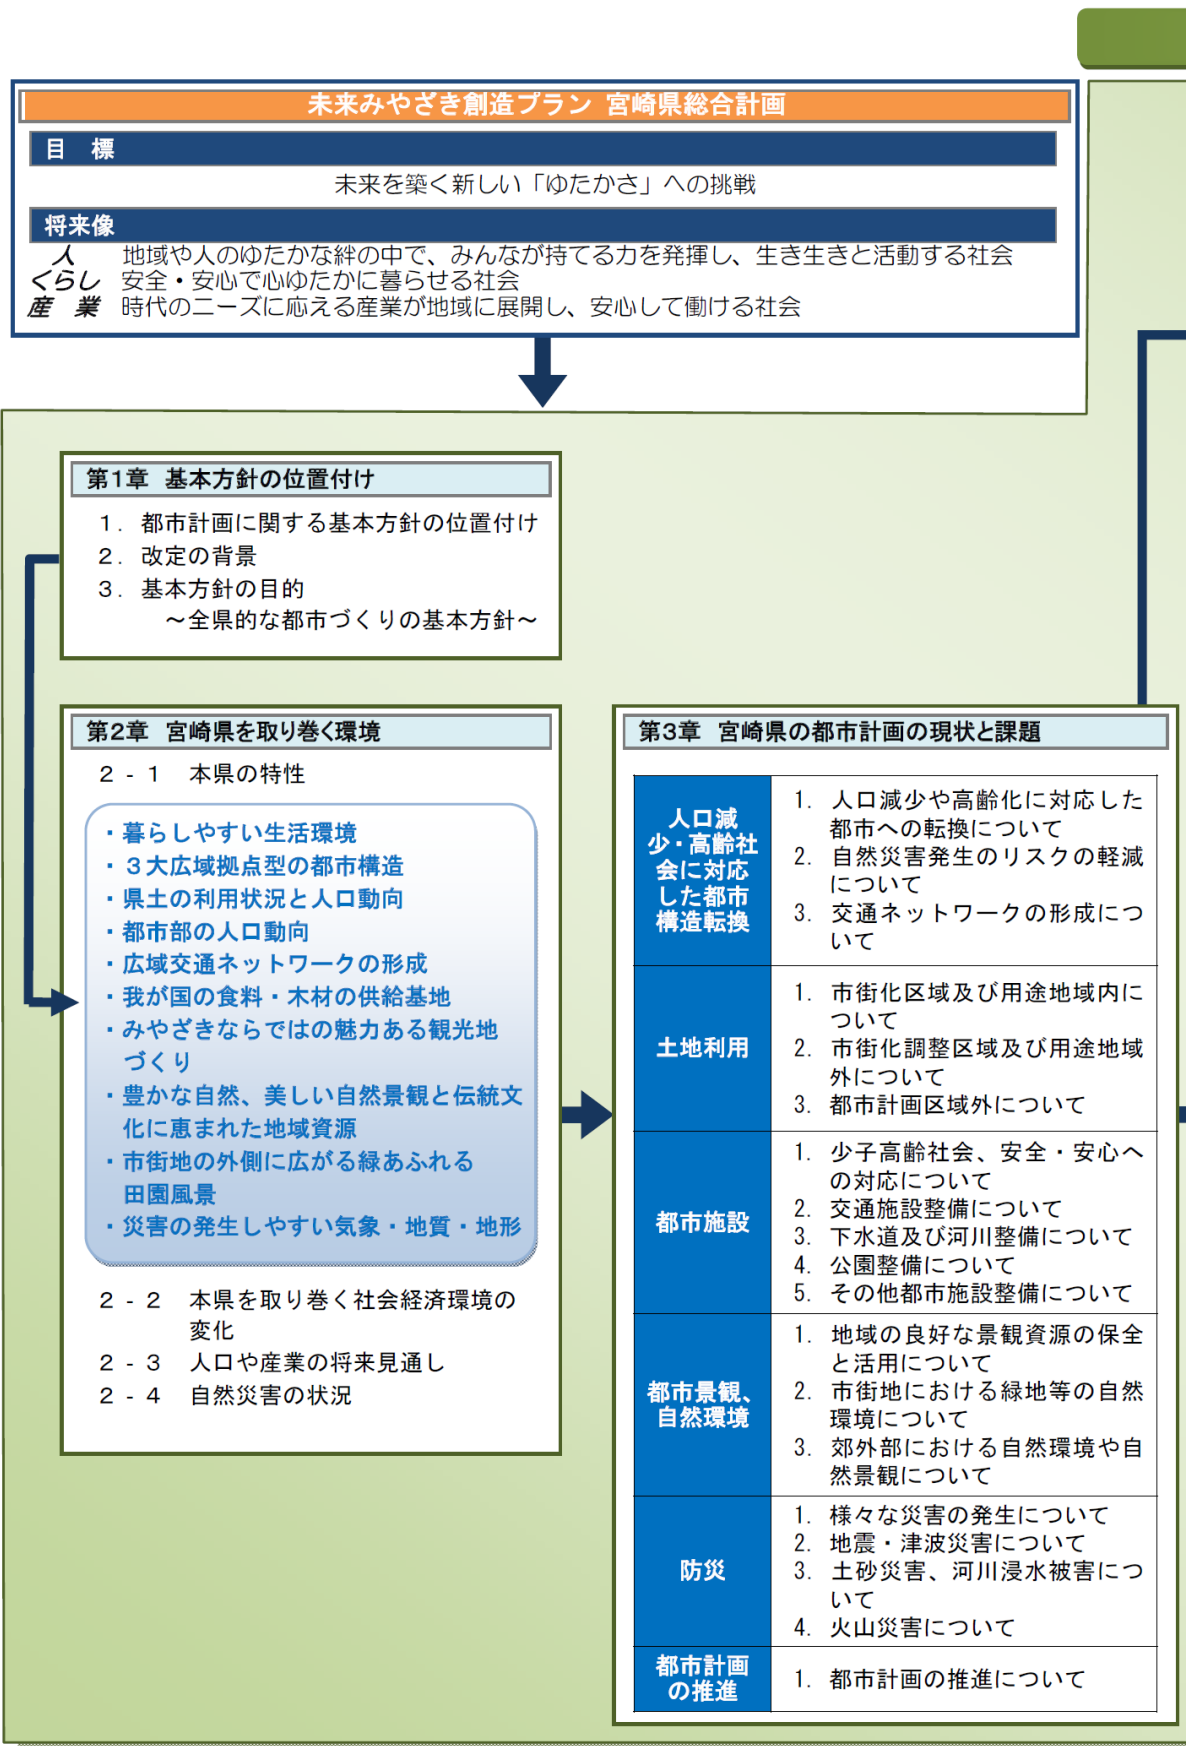 未来みやざき創造プラン 宮崎県総合計画
目　標
未来を築く新しい「ゆたかさ」への挑戦
将来像
人　地域や人のゆたかな絆の中で、みんなが持てる力を発揮し、生き生きと活動する社会
くらし　安全・安心で心ゆたかに暮らせる社会
産　業　時代のニーズに応える産業が地域に展開し、安心して働ける社会
第1章　基本方針の位置付け
１．都市計画に関する基本方針の位置付け
２．改定の背景
３．基本方針の目的
～全県的な都市づくりの基本方針～
第2章　宮崎県を取り巻く環境
２-１　本県の特性
・暮らしやすい生活環境
・３大広域拠点型の都市構造
・県土の利用状況と人口動向
・都市部の人口動向
・広域交通ネットワークの形成
・我が国の食料・木材の供給基地
・みやざきならではの魅力ある観光地
づくり
・豊かな自然、美しい自然景観と伝統文
化に恵まれた地域資源
・市街地の外側に広がる緑あふれる
田園風景
・災害の発生しやすい気象・地質・地形
２-２　本県を取り巻く社会経済環境の
変化
２-３　人口や産業の将来見通し
２-４　自然災害の状況
第3章　宮崎県の都市計画の現状と課題
人口減
少・高齢社
会に対応
した都市
構造転換
1. 人口減少や高齢化に対応した
都市への転換について
2. 自然災害発生のリスクの軽減
について
3. 交通ネットワークの形成につ
いて
土地利用
1. 市街化区域及び用途地域内に
ついて
2. 市街化調整区域及び用途地域
外について
3. 都市計画区域外について
都市施設
1. 少子高齢社会、安全・安心へ
の対応について
2. 交通施設整備について
3. 下水道及び河川整備について
4. 公園整備について
5. その他都市施設整備について
都市景観、
自然環境
1. 地域の良好な景観資源の保全
と活用について
2. 市街地における緑地等の自然
環境について
3. 郊外部における自然環境や自
然景観について
防災
1. 様々な災害の発生について
2. 地震・津波災害について
3. 土砂災害、河川浸水被害につ
いて
4. 火山災害について
都市計画
の推進
1. 都市計画の推進について